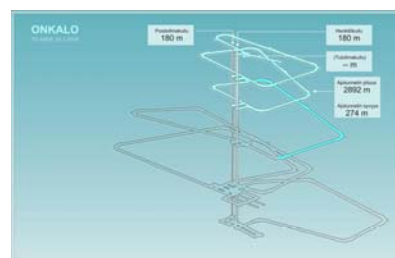 ONKALO
Poistoilmakuilu
180 m
Henkilökuilu
180 m
(Tuloilmakuilu)
– m
Ajotunnelin pituus
2892 m
Ajotunnelin syvyys
274 m